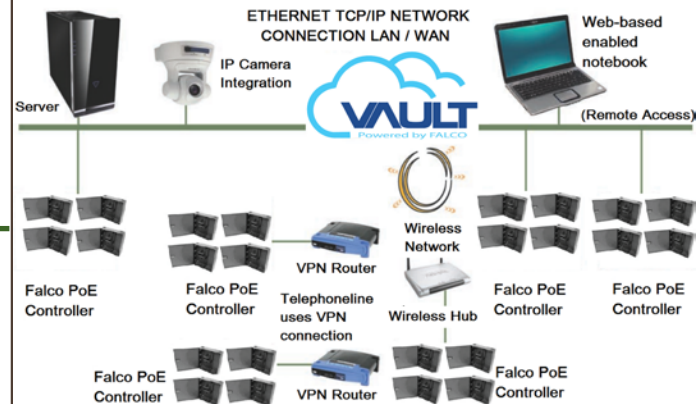 ETHERNET TCP/IP NETWORK
CONNECTION LAN / WAN
Web-based
enabled
notebook
IP Camera
Integration
Server
VAULT
Powered by FALCO
(Remote Access)
Wireless
Network
VPN Router
Falco PoE
Controller
Falco PoE
Controller
Telephoneline
uses VPN
connection
Wireless Hub
Falco PoE
Controller
Falco PoE
Controller
Falco PoE
Controller
VPN Router
Falco PoE
Controller